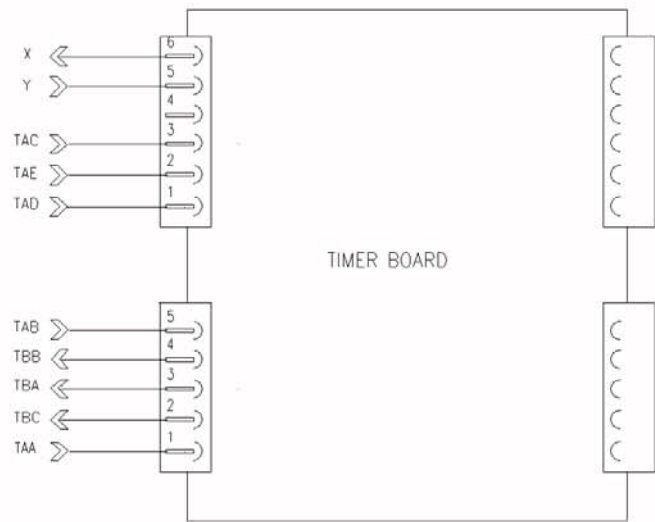 X 6
Y 5
4
TAC 3
TAE 2
TAD 1
TIMER BOARD
TAB 5
TBB 4
TBA 3
TBC 2
TAA 1